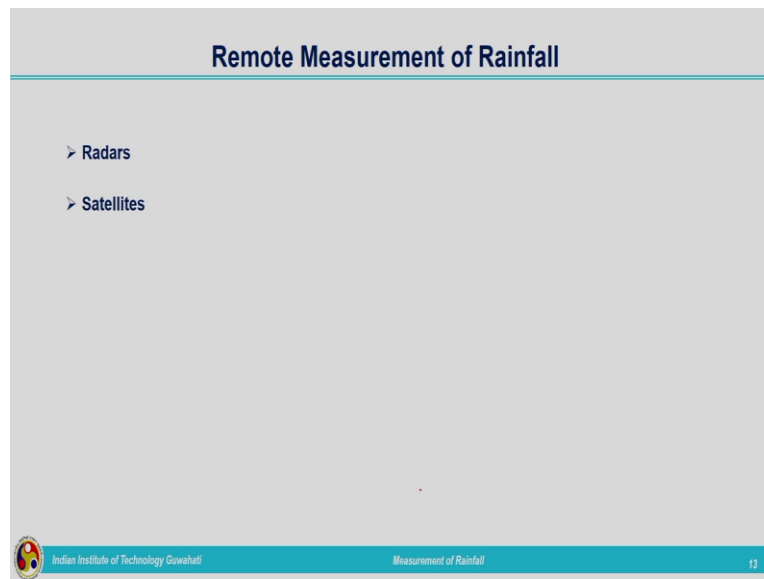 Remote Measurement of Rainfall
➢ Radars
➢ Satellites
Indian Institute of Technology Guwahati
Measurement of Rainfall
13